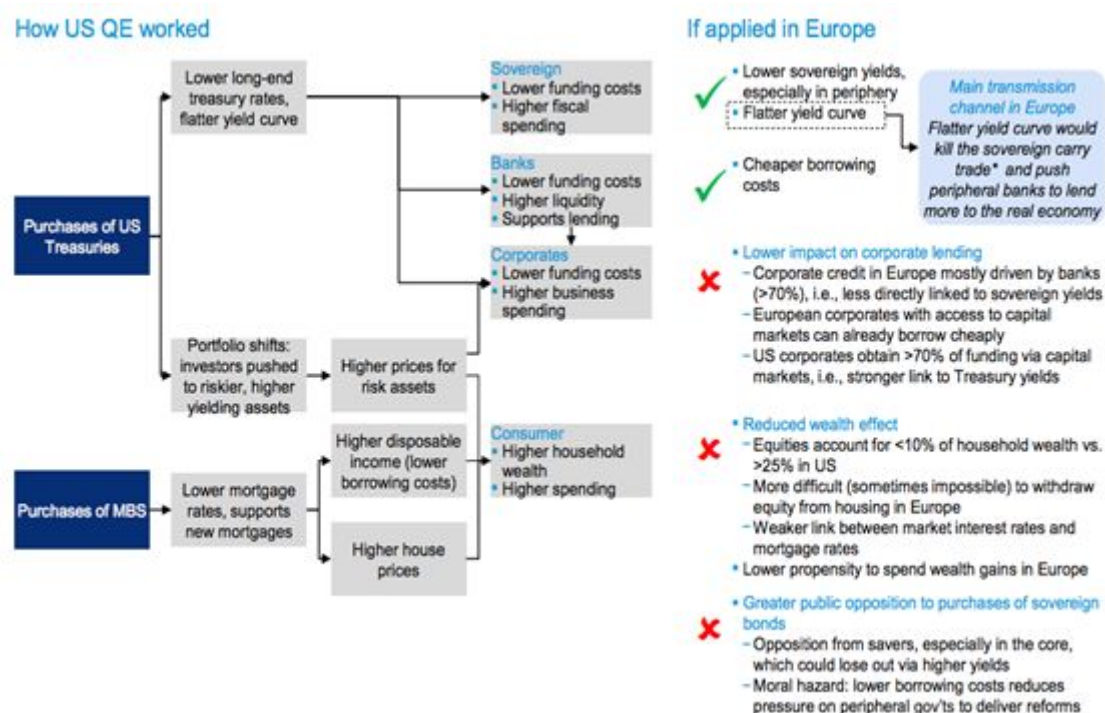 How US QE worked
Lower long-end
treasury rates,
flatter yield curve
Purchases of US
Treasuries
Portfolio shifts:
investors pushed
to riskier, higher
yielding assets
Higher prices for
risk assets
Purchases of MBS
Lower mortgage
rates, supports
new mortgages
Higher disposable
income (lower
borrowing costs)
Higher house
prices
Sovereign
Lower funding costs
Higher fiscal
spending
Banks
Lower funding costs
Higher liquidity
Supports lending
Corporates
Lower funding costs
Higher business
spending
Consumer
Higher household
wealth
Higher spending
If applied in Europe
Lower sovereign yields,
especially in periphery
Flatter yield curve
Main transmission
channel in Europe
Flatter yield curve would
kill the sovereign carry
trade* and push
peripheral banks to lend
more to the real economy
Cheaper borrowing
costs
Lower impact on corporate lending
– Corporate credit in Europe mostly driven by banks
(>70%), i.e., less directly linked to sovereign yields
– European corporates with access to capital
markets can already borrow cheaply
– US corporates obtain >70% of funding via capital
markets, i.e., stronger link to Treasury yields
Reduced wealth effect
– Equities account for <10% of household wealth vs.
>25% in US
– More difficult (sometimes impossible) to withdraw
equity from housing in Europe
– Weaker link between market interest rates and
mortgage rates
Lower propensity to spend wealth gains in Europe
Greater public opposition to purchases of sovereign
bonds
– Opposition from savers, especially in the core,
which could lose out via higher yields
– Moral hazard: lower borrowing costs reduces
pressure on peripheral gov'ts to deliver reforms